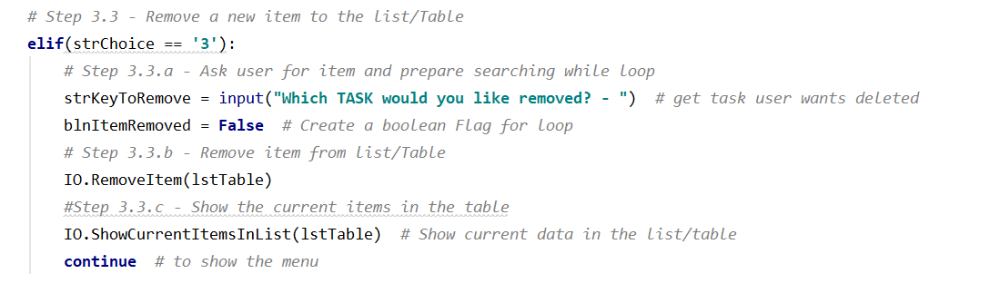 # Step 3.3 - Remove a new item to the list/Table
elif(strChoice == '3'):
# Step 3.3.a - Ask user for item and prepare searching while loop
strKeyToRemove = input("Which TASK would you like removed? - ")  # get task user wants deleted
blnItemRemoved = False  # Create a boolean Flag for loop
# Step 3.3.b - Remove item from list/Table
IO.RemoveItem(lstTable)
#Step 3.3.c - Show the current items in the table
IO.ShowCurrentItemsInList(lstTable)  # Show current data in the list/table
continue  # to show the menu